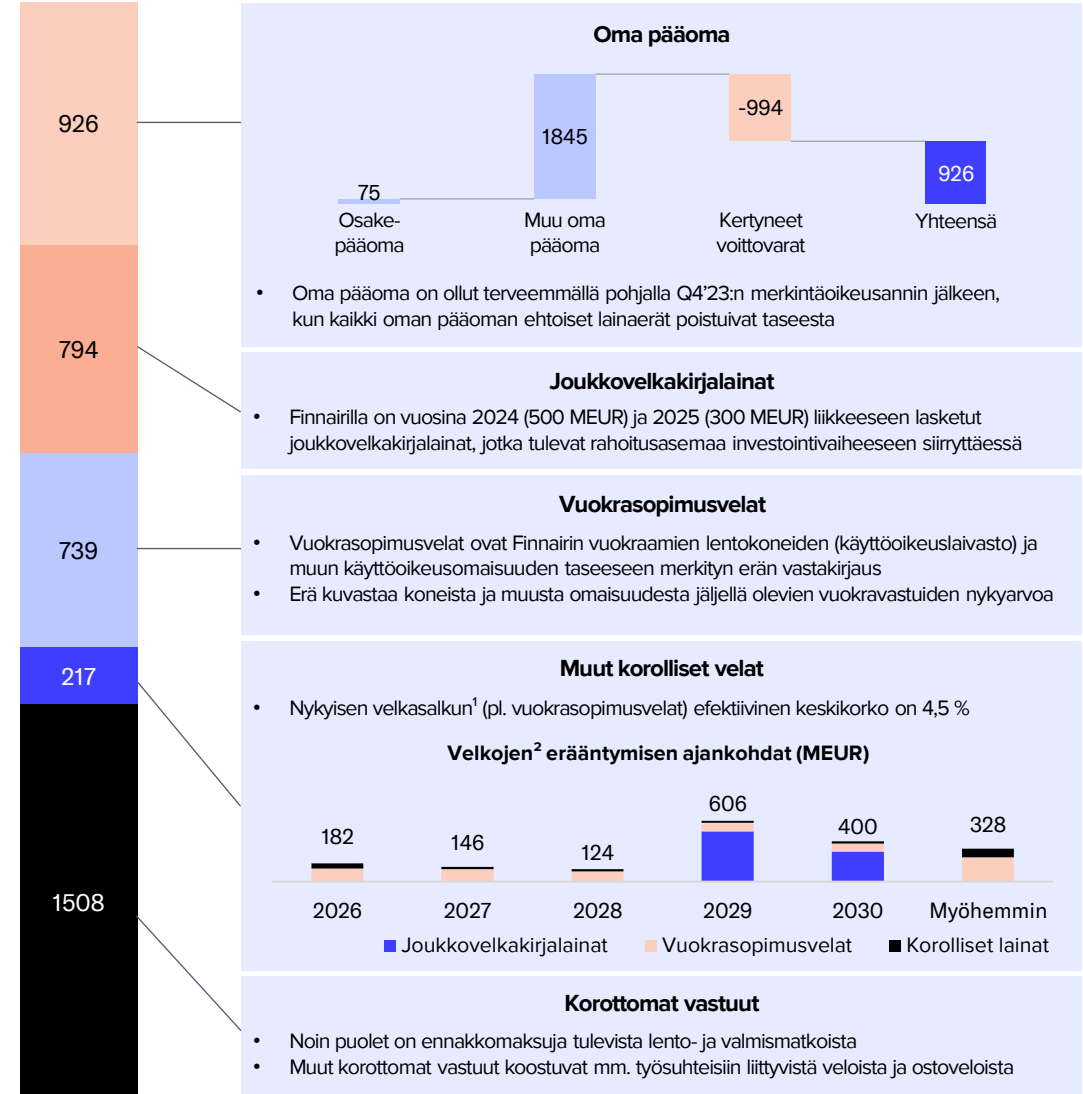 926
794
739
217
1508
Oma pääoma
75
1845
-994
926
Osake-
pääoma
Muu oma
pääoma
Kertyneet
voittovarat
Yhteensä
• Oma pääoma on ollut terveemmällä pohjalla Q4'23:n merkintäoikeusannin jälkeen,
kun kaikki oman pääoman ehtoiset lainaerät poistuivat taseesta
Joukkovelkakirjalainat
• Finnairilla on vuosina 2024 (500 MEUR) ja 2025 (300 MEUR) liikkeeseen lasketut
joukkovelkakirjalainat, jotka tulevat rahoitusasemaa investointivaiheeseen siirryttäessä
Vuokrasopimusvelat
• Vuokrasopimusvelat ovat Finnairin vuokraamien lentokoneiden (käyttöoikeuslaivasto) ja
muun käyttöoikeusomaisuuden taseeseen merkityn erän vastakirjaus
• Erä kuvastaa koneista ja muusta omaisuudesta jäljellä olevien vuokravastuiden nykyarvoa
Muut korolliset velat
• Nykyisen velkasalkun¹ (pl. vuokrasopimusvelat) efektiivinen keskikorko on 4,5 %
Velkojen² erääntymisen ajankohdat (MEUR)
182 146 124 606 400 328
2026 2027 2028 2029 2030 Myöhemmin
Joukkovelkakirjalainat Vuokrasopimusvelat Korolliset lainat
Korottomat vastuut
• Noin puolet on ennakkomaksuja tulevista lento- ja valmismatkoista
• Muut korottomat vastuut koostuvat mm. työsuhteisiin liittyvistä veloista ja ostoveloista